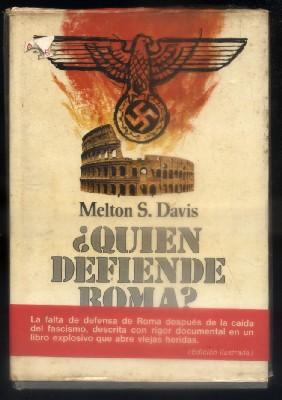 Melton S. Davis
¿QUIEN
DEFIENDE
ROMA?
La falta de defensa de Roma después de la caída
del fascismo, descrita con rigor documental en un
libro explosivo que abre viejas heridas.
(Edición ilustrada)